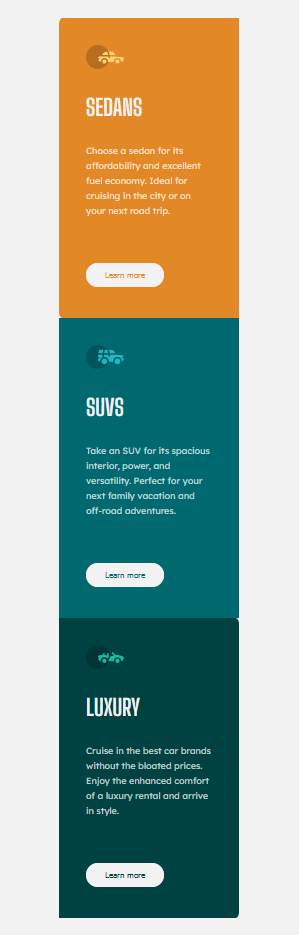 SEDANS
Choose a sedan for its
affordability and excellent
fuel economy. Ideal for
cruising in the city or on
your next road trip.
Learn more
SUVS
Take an SUV for its spacious
interior, power, and
versatility. Perfect for your
next family vacation and
off-road adventures.
Learn more
LUXURY
Cruise in the best car brands
without the bloated prices.
Enjoy the enhanced comfort
of a luxury rental and arrive
in style.
Learn more